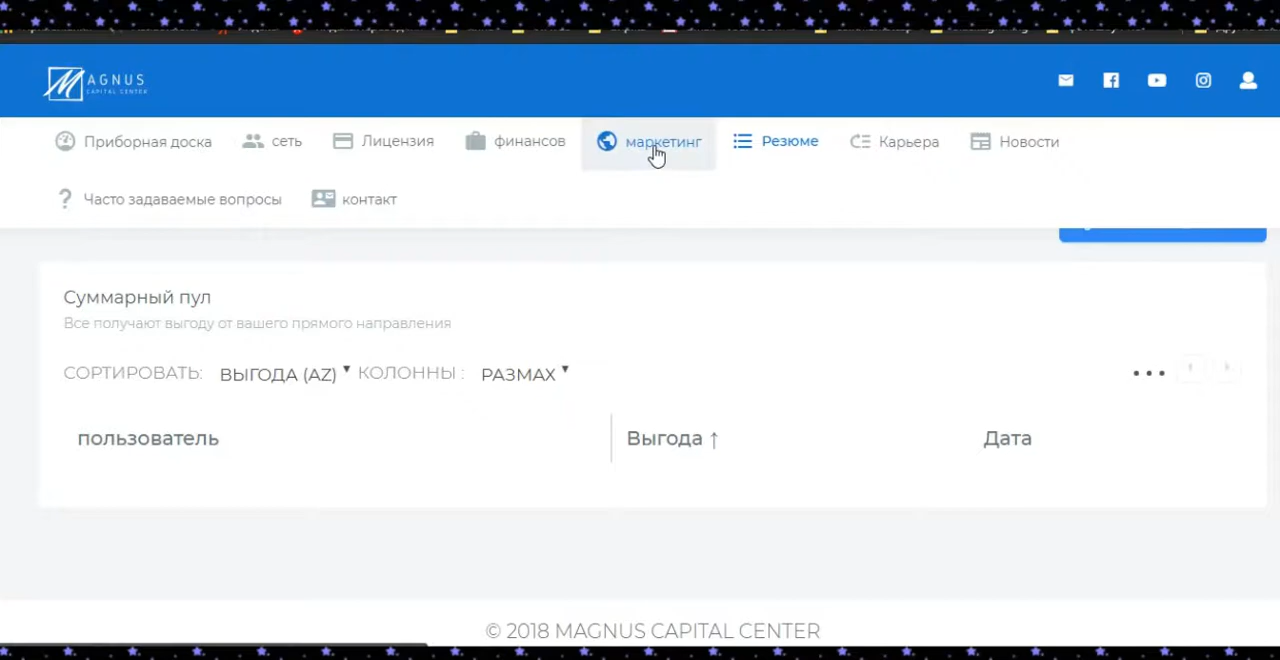 MAGNUS
CAPITAL CENTER
Приборная доска сеть Лицензия финансов маркетинг Резюме Карьера Новости
? Часто задаваемые вопросы контакт
Суммарный пул
Все получают выгоду от вашего прямого направления
СОРТИРОВАТЬ: ВЫГОДА (AZ) КОЛОННЫ : РАЗМАХ
пользователь Выгода ↑ Дата
© 2018 MAGNUS CAPITAL CENTER